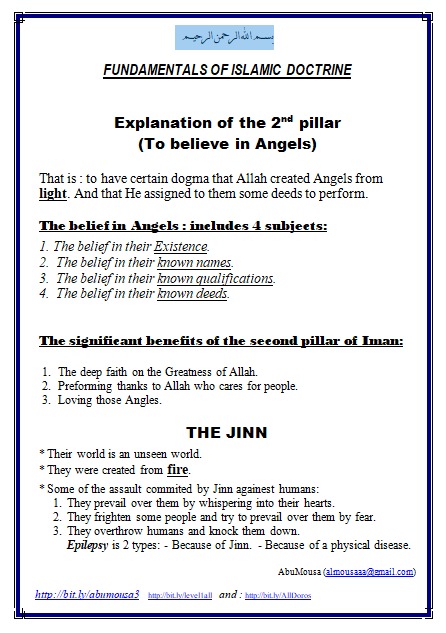 بسم الله الرحمن الرحيم
FUNDAMENTALS OF ISLAMIC DOCTRINE
Explanation of the 2nd pillar
(To believe in Angels)
That is : to have certain dogma that Allah created Angels from
light. And that He assigned to them some deeds to perform.
The belief in Angels : includes 4 subjects:
1. The belief in their Existence.
2. The belief in their known names.
3. The belief in their known qualifications.
4. The belief in their known deeds.
The significant benefits of the second pillar of Iman:
1. The deep faith on the Greatness of Allah.
2. Preforming thanks to Allah who cares for people.
3. Loving those Angles.
THE JINN
* Their world is an unseen world.
* They were created from fire.
* Some of the assault commited by Jinn againest humans:
1. They prevail over them by whispering into their hearts.
2. They frighten some people and try to prevail over them by fear.
3. They overthrow humans and knock them down.
Epilepsy is 2 types: - Because of Jinn. - Because of a physical disease.
AbuMousa (almousaaa@gmail.com)
http://bit.ly/abumouza3 http://bit.ly/level1all and : http://bit.ly/AllDoros